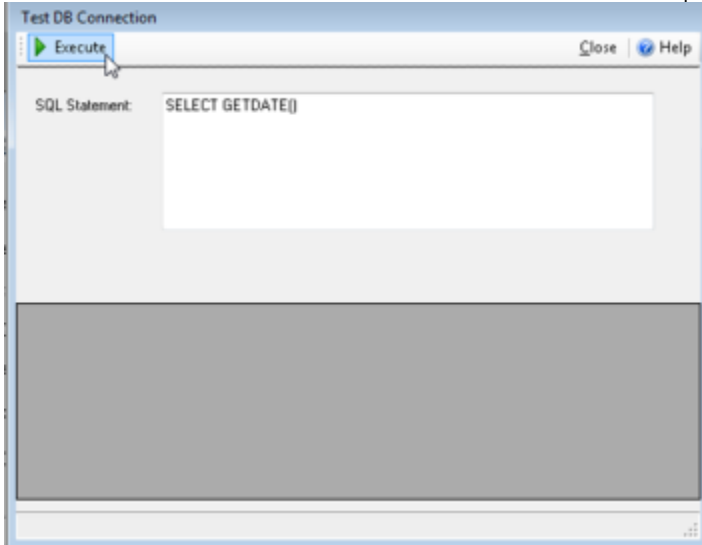 Test DB Connection
Execute Close Help
SQL Statement: SELECT GETDATE()